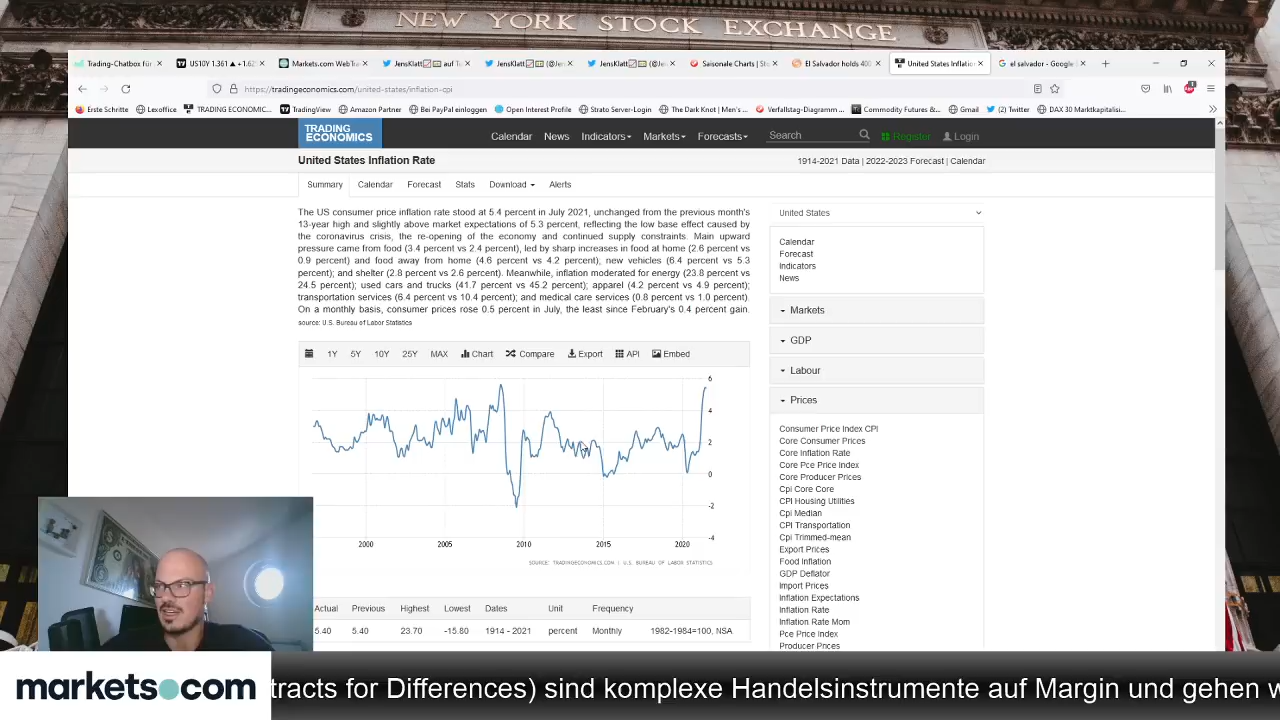 NEW YORK STOCK EXCHANGE
Trading-Chatbox für
US10Y 1.361 ▲ +1.62
Markets.com WebTra
JensKlatt
auf T
JensKlatt
(@Jen
JensKlatt
(@Je
Saisonale Charts | Sto
El Salvador holds 400
United States Inflatio
el salvador - Google
https://tradingeconomics.com/united-states/inflation-cpi
Erste Schritte
Lexoffice
TRADING ECONOMIC...
TradingView
Amazon Partner
Bei PayPal einloggen
Open Interest Profile
Strato Server-Login
The Dark Knot | Men's ...
Verfallstag-Diagramm ...
Commodity Futures &...
Gmail
(2) Twitter
DAX 30 Marktkapitalisi...
TRADING
ECONOMICS
Calendar News Indicators Markets Forecasts Search Register Login
United States Inflation Rate
1914-2021 Data | 2022-2023 Forecast | Calendar
Summary Calendar Forecast Stats Download Alerts
The US consumer price inflation rate stood at 5.4 percent in July 2021, unchanged from the previous month's
13-year high and slightly above market expectations of 5.3 percent, reflecting the low base effect caused by
the coronavirus crisis, the re-opening of the economy and continued supply constraints. Main upward
pressure came from food (3.4 percent vs 2.4 percent), led by sharp increases in food at home (2.6 percent vs
0.9 percent) and food away from home (4.6 percent vs 4.2 percent); new vehicles (6.4 percent vs 5.3
percent); and shelter (2.8 percent vs 2.6 percent). Meanwhile, inflation moderated for energy (23.8 percent vs
24.5 percent); used cars and trucks (41.7 percent vs 45.2 percent); apparel (4.2 percent vs 4.9 percent);
transportation services (6.4 percent vs 10.4 percent); and medical care services (0.8 percent vs 1.0 percent).
On a monthly basis, consumer prices rose 0.5 percent in July, the least since February's 0.4 percent gain.
source: U.S. Bureau of Labor Statistics
1Y 5Y 10Y 25Y MAX Chart Compare Export API Embed
6
4
2
0
-2
-4
2000 2005 2010 2015 2020
SOURCE: TRADINGECONOMICS.COM | U.S. BUREAU OF LABOR STATISTICS
Actual Previous Highest Lowest Dates Unit Frequency
5.40 5.40 23.70 -15.80 1914 - 2021 percent Monthly 1982-1984=100, NSA
United States
Calendar
Forecast
Indicators
News
Markets
GDP
Labour
Prices
Consumer Price Index CPI
Core Consumer Prices
Core Inflation Rate
Core Pce Price Index
Core Producer Prices
Cpi Core Core
CPI Housing Utilities
Cpi Median
CPI Transportation
Cpi Trimmed-mean
Export Prices
Food Inflation
GDP Deflator
Import Prices
Inflation Expectations
Inflation Rate
Inflation Rate Mom
Pce Price Index
Producer Prices
markets.com
tracts for Differences) sind komplexe Handelsinstrumente auf Margin und gehen